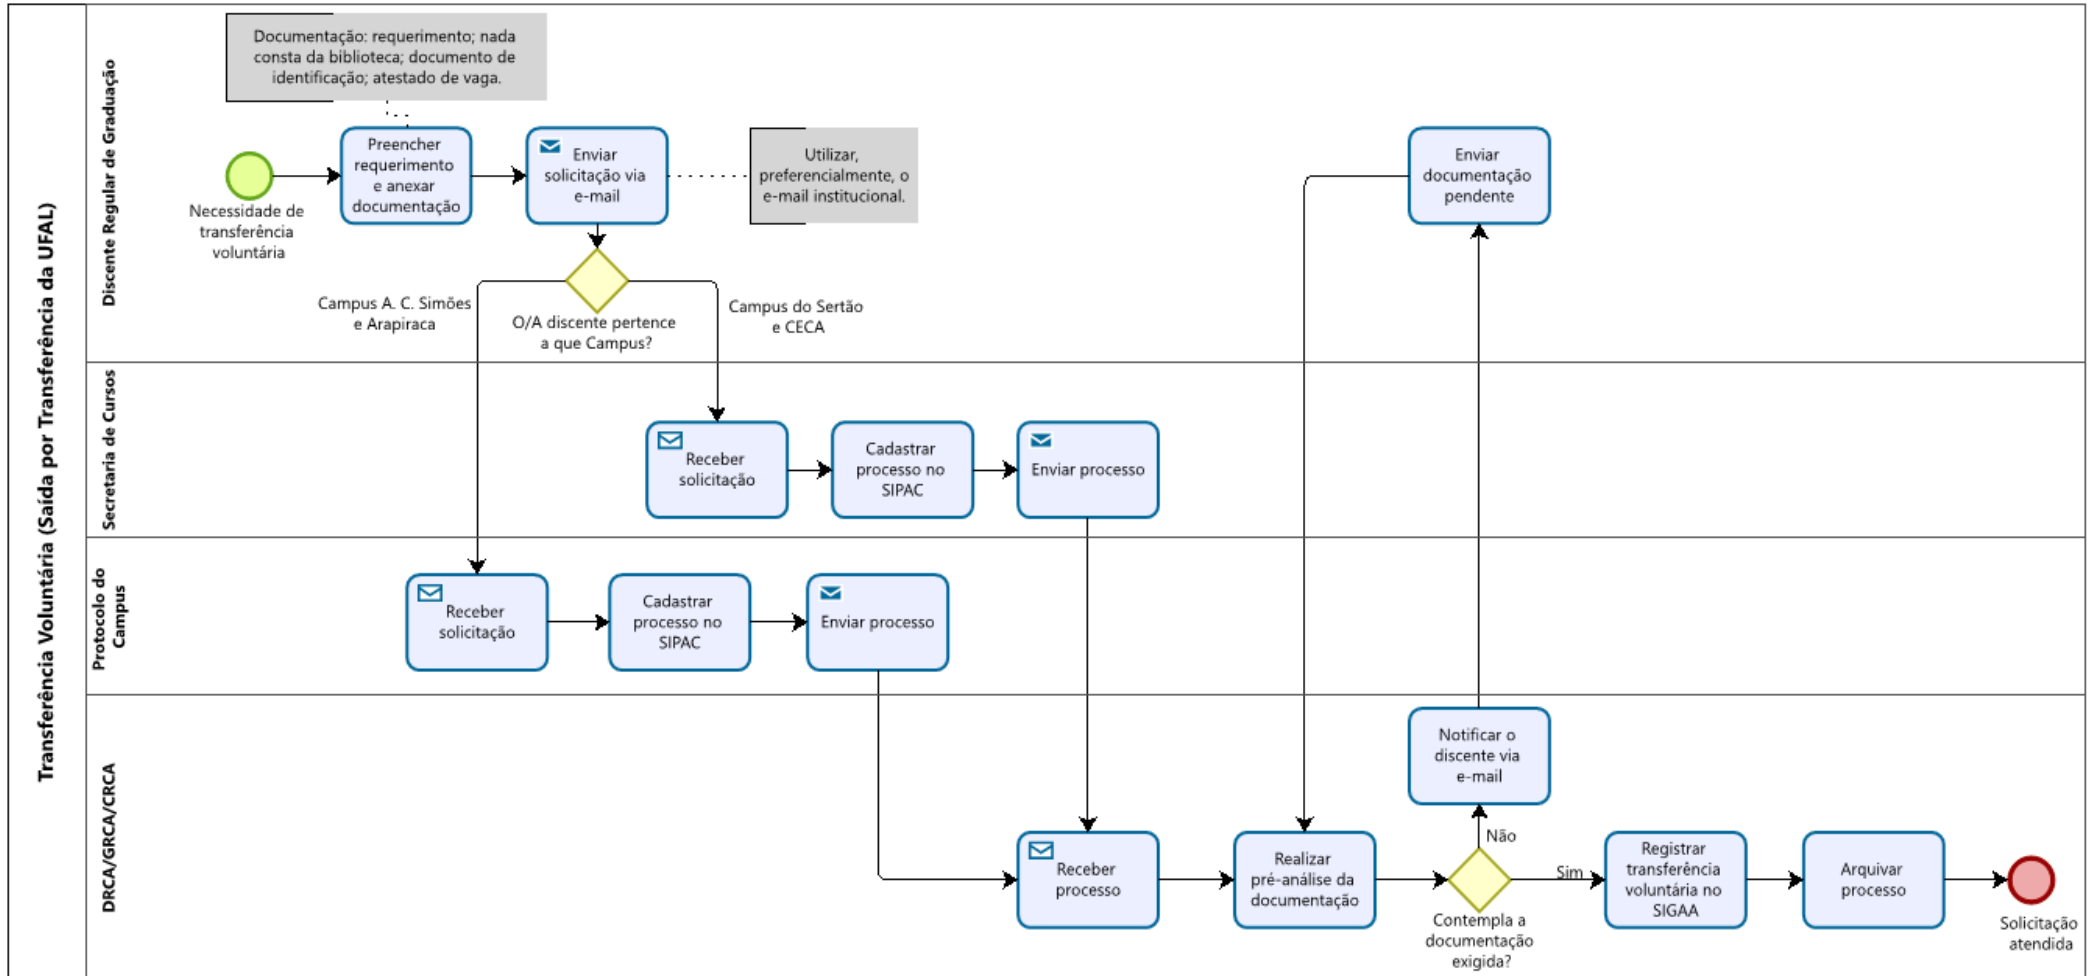 Transferência Voluntária (Saída por Transferência da UFAL)
Discente Regular de Graduação
Documentação: requerimento; nada
consta da biblioteca; documento de
identificação; atestado de vaga.
Necessidade de
transferência
voluntária
Preencher
requerimento
e anexar
documentação
Enviar
solicitação via
e-mail
Utilizar,
preferencialmente, o
e-mail institucional.
Enviar
documentação
pendente
Campus A. C. Simões
e Arapiraca
O/A discente pertence
a que Campus?
Campus do Sertão
e CECA
Secretaria de Cursos
Receber
solicitação
Cadastrar
processo no
SIPAC
Enviar processo
Protocolo do
Campus
Receber
solicitação
Cadastrar
processo no
SIPAC
Enviar processo
DRCA/GRCA/CRCA
Notificar o
discente via
e-mail
Não
Receber
processo
Realizar
pré-análise da
documentação
Contempla a
documentação
exigida?
Sim
Registrar
transferência
voluntária no
SIGAA
Arquivar
processo
Solicitação
atendida